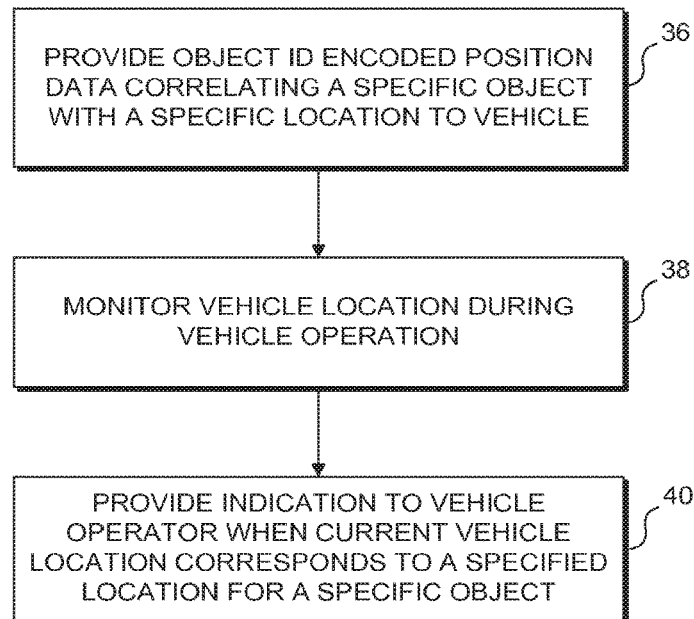 PROVIDE OBJECT ID ENCODED POSITION
DATA CORRELATING A SPECIFIC OBJECT
WITH A SPECIFIC LOCATION TO VEHICLE
36
MONITOR VEHICLE LOCATION DURING
VEHICLE OPERATION
38
PROVIDE INDICATION TO VEHICLE
OPERATOR WHEN CURRENT VEHICLE
LOCATION CORRESPONDS TO A SPECIFIED
LOCATION FOR A SPECIFIC OBJECT
40